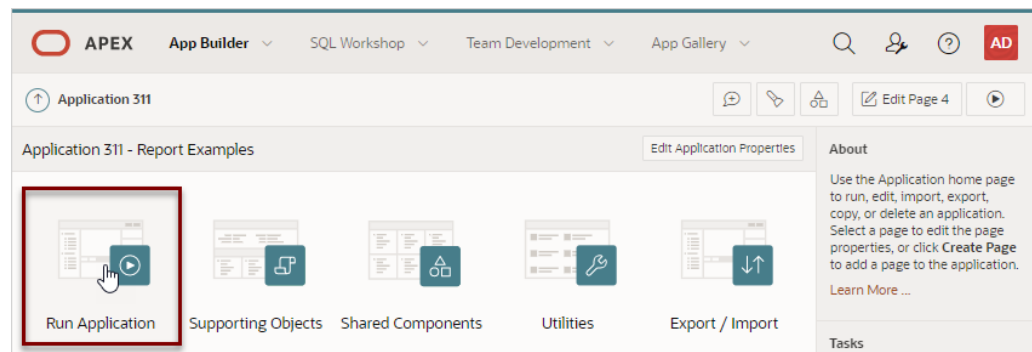 APEX App Builder SQL Workshop Team Development App Gallery AD
Application 311 Edit Page 4
Application 311 - Report Examples Edit Application Properties About
Use the Application home page
to run, edit, import, export,
copy, or delete an application.
Select a page to edit the page
properties, or click Create Page
to add a page to the application.
Learn More ...
Run Application Supporting Objects Shared Components Utilities Export / Import
Tasks